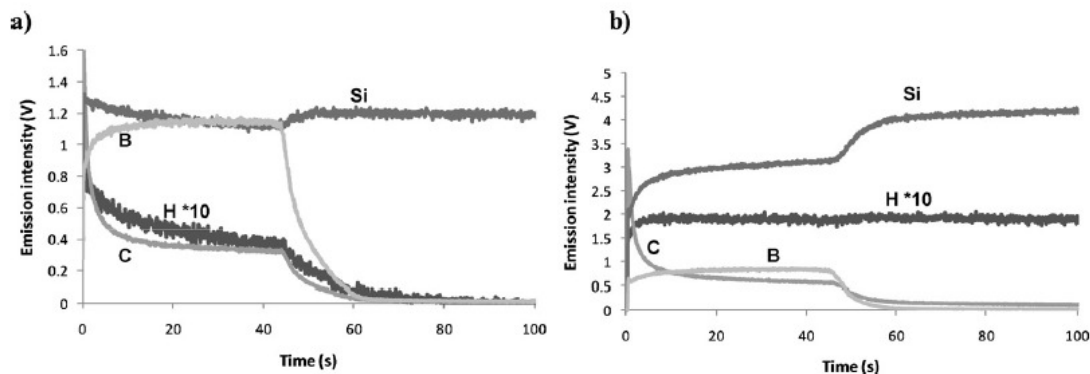 a)
Emission intensity (V)
1.6
1.4
1.2
1
0.8
0.6
0.4
0.2
0
Si
B
H *10
C
0 20 40 60 80 100
Time (s)
b)
Emission intensity (V)
5
4.5
4
3.5
3
2.5
2
1.5
1
0.5
0
Si
H *10
C
B
0 20 40 60 80 100
Time (s)